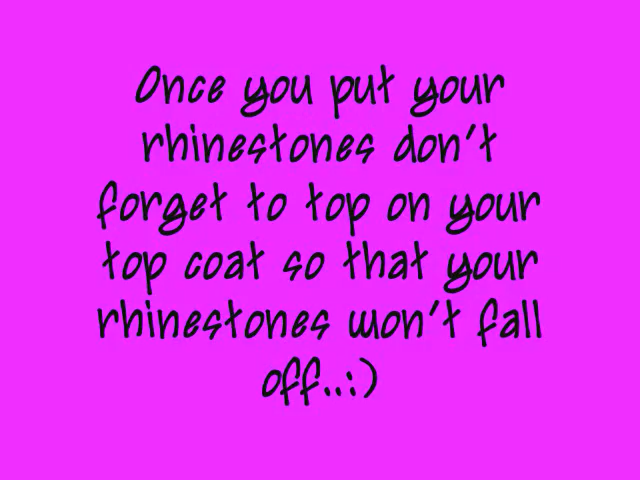 Once you put your
rhinestones don't
forget to top on your
top coat so that your
rhinestones won't fall
off..:)